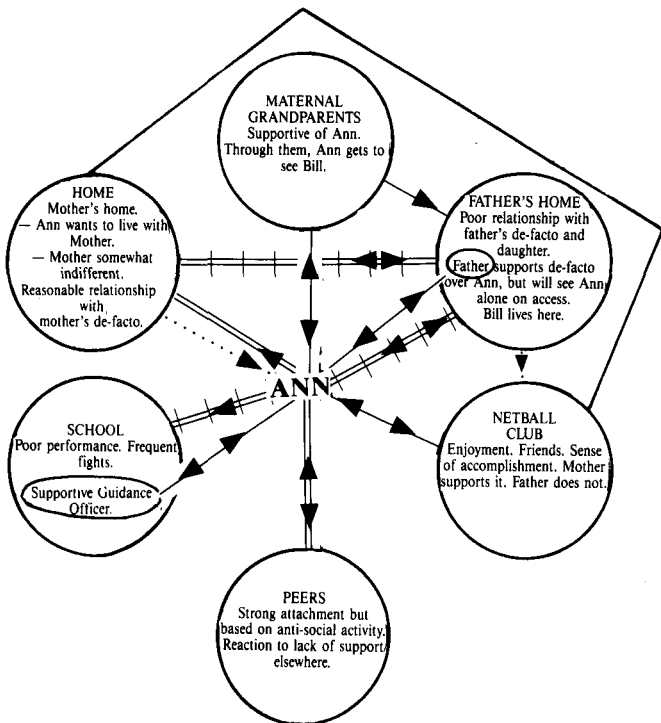 MATERNAL
GRANDPARENTS
Supportive of Ann.
Through them, Ann gets to
see Bill.
HOME
Mother's home.
— Ann wants to live with
Mother.
— Mother somewhat
indifferent.
Reasonable relationship
with
mother's de-facto.
FATHER'S HOME
Poor relationship with
father's de-facto and
daughter.
Father supports de-facto
over Ann, but will see Ann
alone on access.
Bill lives here.
ANN
SCHOOL
Poor performance. Frequent
fights.
Supportive Guidance
Officer.
NETBALL
CLUB
Enjoyment. Friends. Sense
of accomplishment. Mother
supports it. Father does not.
PEERS
Strong attachment but
based on anti-social activity.
Reaction to lack of support
elsewhere.